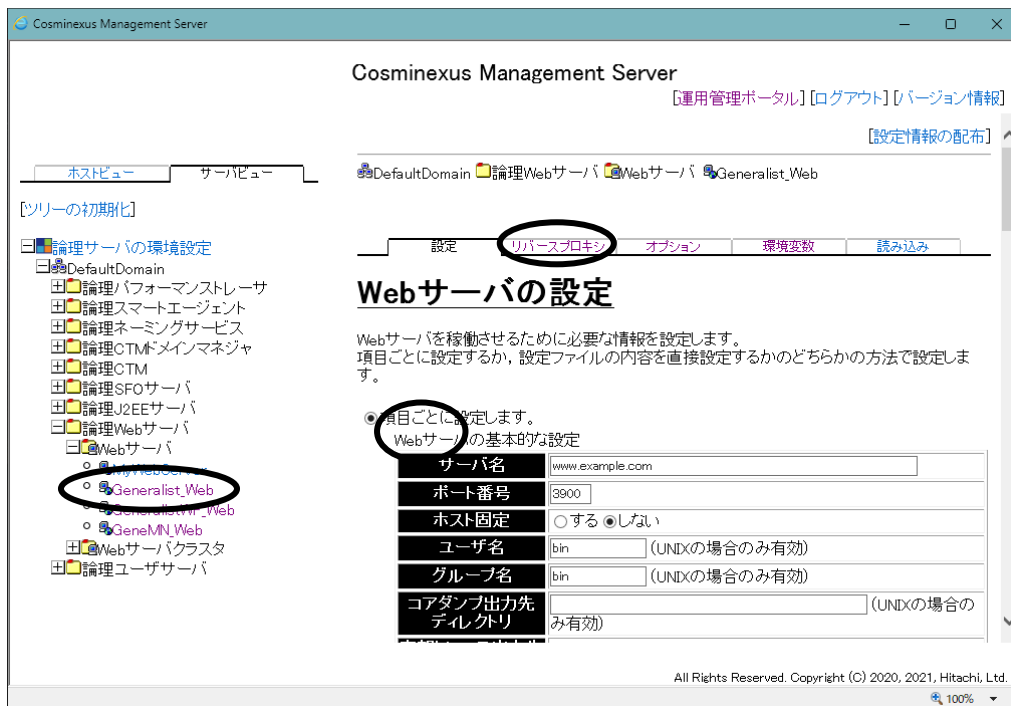 Cosminexus Management Server
Cosminexus Management Server
[運用管理ポータル] [ログアウト] [バージョン情報]
[設定情報の配布]
ホストビュー サーバビュー
[ツリーの初期化]
論理サーバの環境設定
DefaultDomain
論理パフォーマンストレーサ
論理スマートエージェント
論理ネーミングサービス
論理CTMドメインマネジャ
論理CTM
論理SFOサーバ
論理J2EEサーバ
論理Webサーバ
Webサーバ
MyWebServer
Generalist_Web
GeneralistWF_Web
GeneMN_Web
Webサーバクラスタ
論理ユーザサーバ
DefaultDomain 論理Webサーバ Webサーバ Generalist_Web
設定 リバースプロキシ オプション 環境変数 読み込み
Webサーバの設定
Webサーバを稼働させるために必要な情報を設定します。
項目ごとに設定するか，設定ファイルの内容を直接設定するかのどちらかの方法で設定しま
す。
項目ごとに設定します。
Webサーバの基本的な設定
サーバ名 www.example.com
ポート番号 3900
ホスト固定 する しない
ユーザ名 bin (UNIXの場合のみ有効)
グループ名 bin (UNIXの場合のみ有効)
コアダンプ出力先
ディレクトリ (UNIXの場合の
み有効)
All Rights Reserved. Copyright (C) 2020, 2021, Hitachi, Ltd.
100%